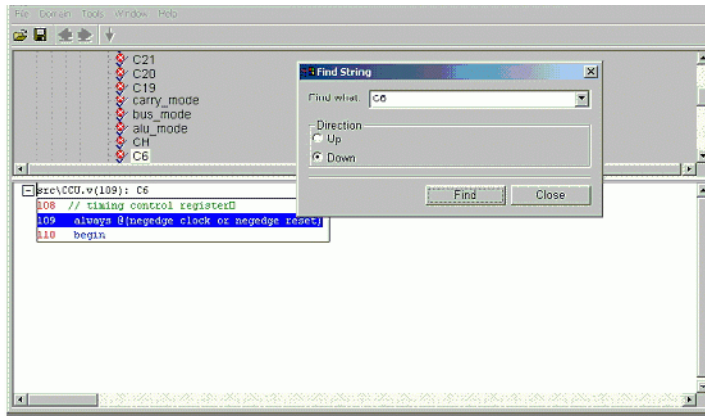 File Domain Tools Window Help
C21
C20
C19
carry_mode
bus_mode
alu_mode
CH
C6
Find String
Find what: C6
Direction
Up
Down
Find Close
src\CCU.v(109): C6
108 // timing control register
109 always @(negedge clock or negedge reset)
110 begin